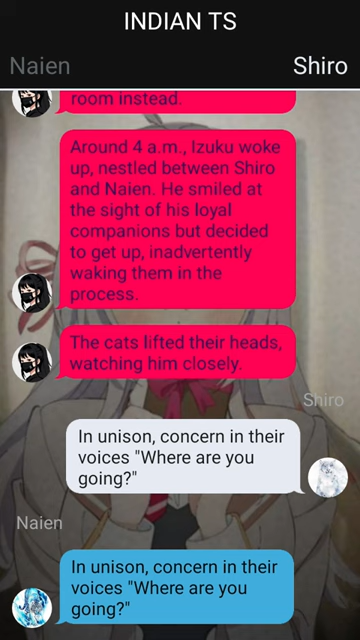 INDIAN TS
Naien
Shiro
room instead.
Around 4 a.m., Izuku woke
up, nestled between Shiro
and Naien. He smiled at
the sight of his loyal
companions but decided
to get up, inadvertently
waking them in the
process.
The cats lifted their heads,
watching him closely.
Shiro
In unison, concern in their
voices "Where are you
going?"
Naien
In unison, concern in their
voices "Where are you
going?"